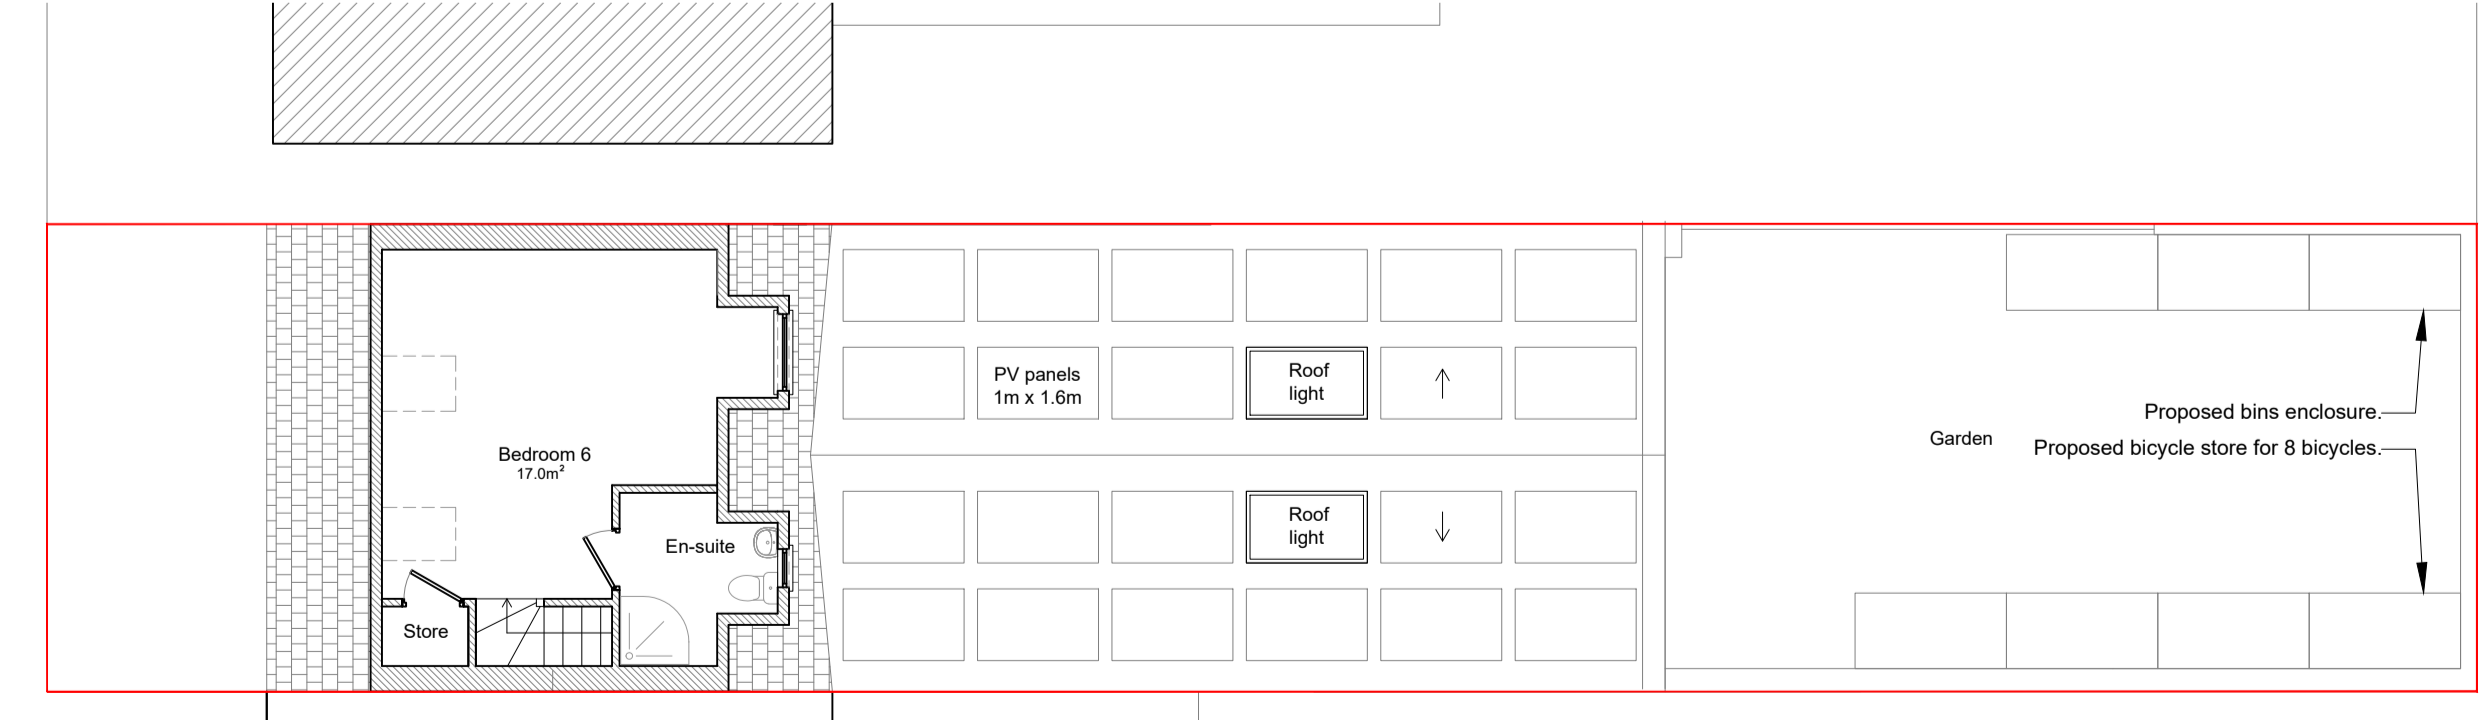 Bedroom 6
17.0m²
En-suite
Store
PV panels
1m x 1.6m
Roof
light
Roof
light
Garden
Proposed bins enclosure.
Proposed bicycle store for 8 bicycles.